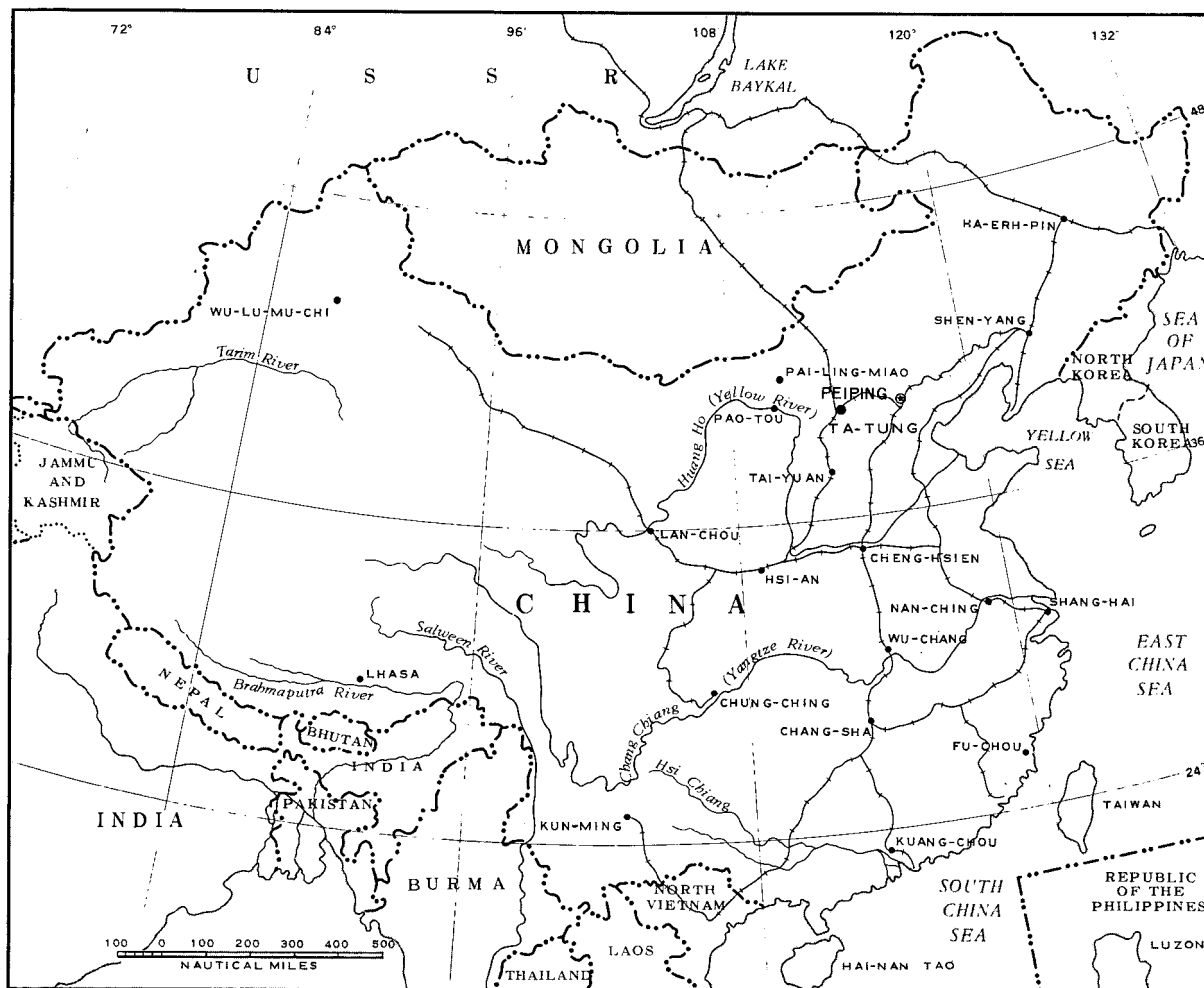 72° 84° 96° 108 120° 132°
U S S R
LAKE
BAYKAL
48
MONGOLIA
HA-ERH-PIN
WU-LU-MU-CHI
SHEN-YANG
SEA
OF
JAPAN
Tarim River
NORTH
KOREA
PAI-LING-MIAO
PEIPING
Huang Ho (Yellow River)
PAO-TOU
TA-TUNG
YELLOW
SEA
SOUTH
KOREA
36
TAI-YUAN
JAMMU
AND
KASHMIR
LAN-CHOU
CHENG-HSIEN
HSI-AN
CHINA
NAN-CHING
SHANG-HAI
Salween River
WU-CHANG
EAST
CHINA
SEA
LHASA
NEPAL
Brahmaputra River
Chang Chiang (Yangtze River)
CHUNG-CHING
CHANG-SHA
BHUTAN
FU-CHOU
INDIA
Hsi Chiang
24°
PAKISTAN
TAIWAN
INDIA
KUN-MING
KUANG-CHOU
BURMA
NORTH
VIETNAM
SOUTH
CHINA
SEA
REPUBLIC
OF THE
PHILIPPINES
LAOS
LUZON
100 0 100 200 300 400 500
NAUTICAL MILES
THAILAND
HAI-NAN TAO